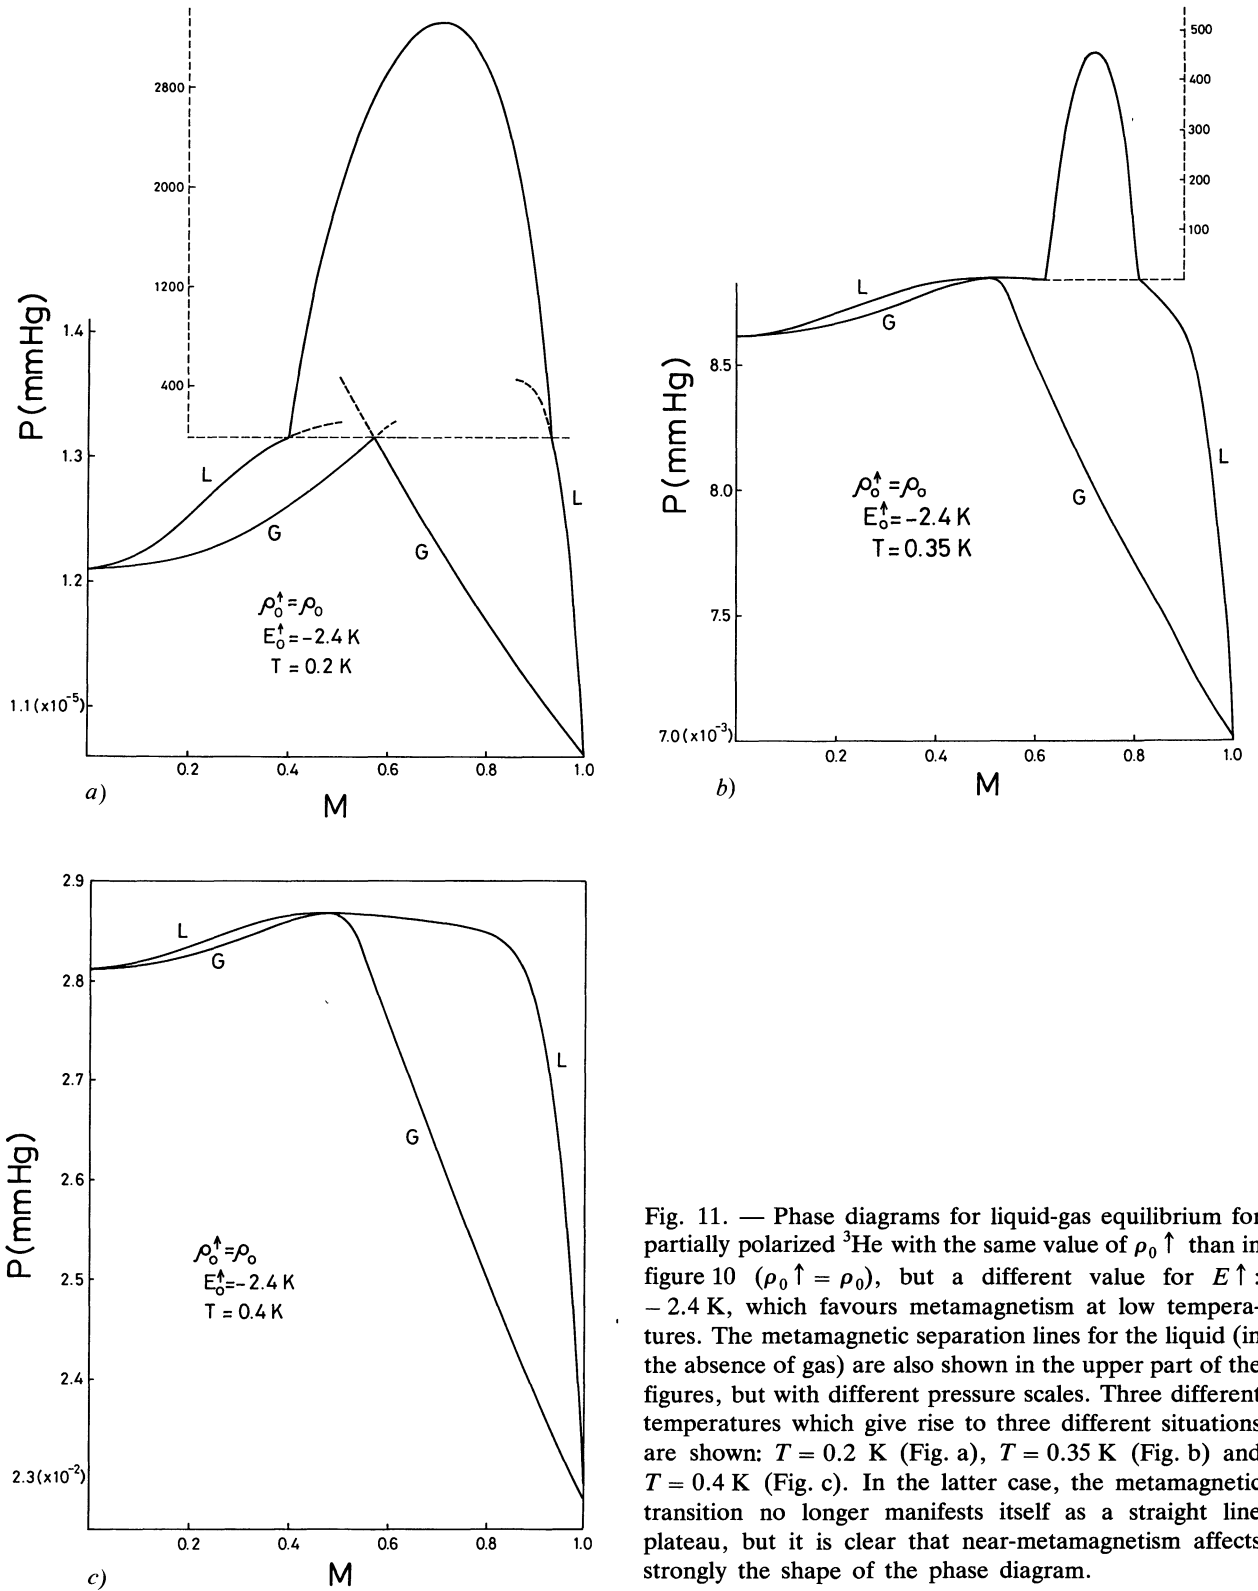 2800
2000
1200
400
P(mmHg)
1.4
1.3
1.2
1.1(x10⁻⁵)
L
G
G
L
ρ₀↑=ρ₀
E₀↑=−2.4 K
T = 0.2 K
0.2 0.4 0.6 0.8 1.0
a)
M
500
400
300
200
100
P(mmHg)
8.5
8.0
7.5
7.0(x10⁻³)
L
G
G
L
ρ₀↑=ρ₀
E₀↑=−2.4 K
T = 0.35 K
0.2 0.4 0.6 0.8 1.0
b)
M
2.9
2.8
2.7
2.6
2.5
2.4
2.3(x10⁻²)
P(mmHg)
L
G
L
G
ρ₀↑=ρ₀
E₀↑=−2.4 K
T = 0.4 K
0.2 0.4 0.6 0.8 1.0
c)
M
Fig. 11. — Phase diagrams for liquid-gas equilibrium for
partially polarized ³He with the same value of ρ₀ ↑ than in
figure 10 (ρ₀ ↑ = ρ₀), but a different value for E ↑ :
− 2.4 K, which favours metamagnetism at low tempera-
tures. The metamagnetic separation lines for the liquid (in
the absence of gas) are also shown in the upper part of the
figures, but with different pressure scales. Three different
temperatures which give rise to three different situations
are shown: T = 0.2 K (Fig. a), T = 0.35 K (Fig. b) and
T = 0.4 K (Fig. c). In the latter case, the metamagnetic
transition no longer manifests itself as a straight line
plateau, but it is clear that near-metamagnetism affects
strongly the shape of the phase diagram.